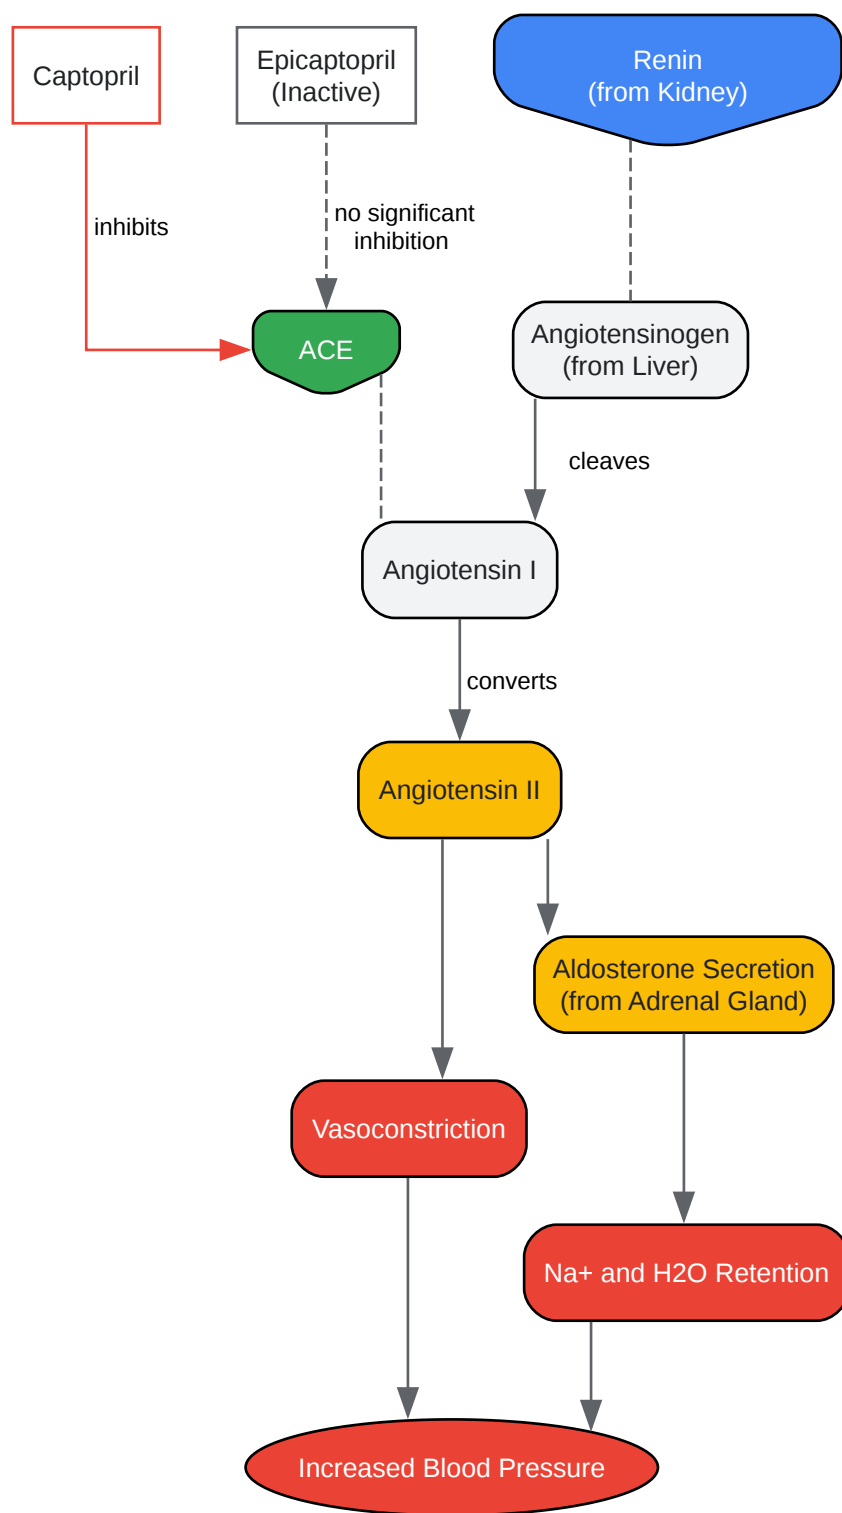 Captopril
Epicaptopril
(Inactive)
Renin
(from Kidney)
inhibits
no significant
inhibition
ACE
Angiotensinogen
(from Liver)
cleaves
Angiotensin I
converts
Angiotensin II
Aldosterone Secretion
(from Adrenal Gland)
Vasoconstriction
Na+ and H2O Retention
Increased Blood Pressure